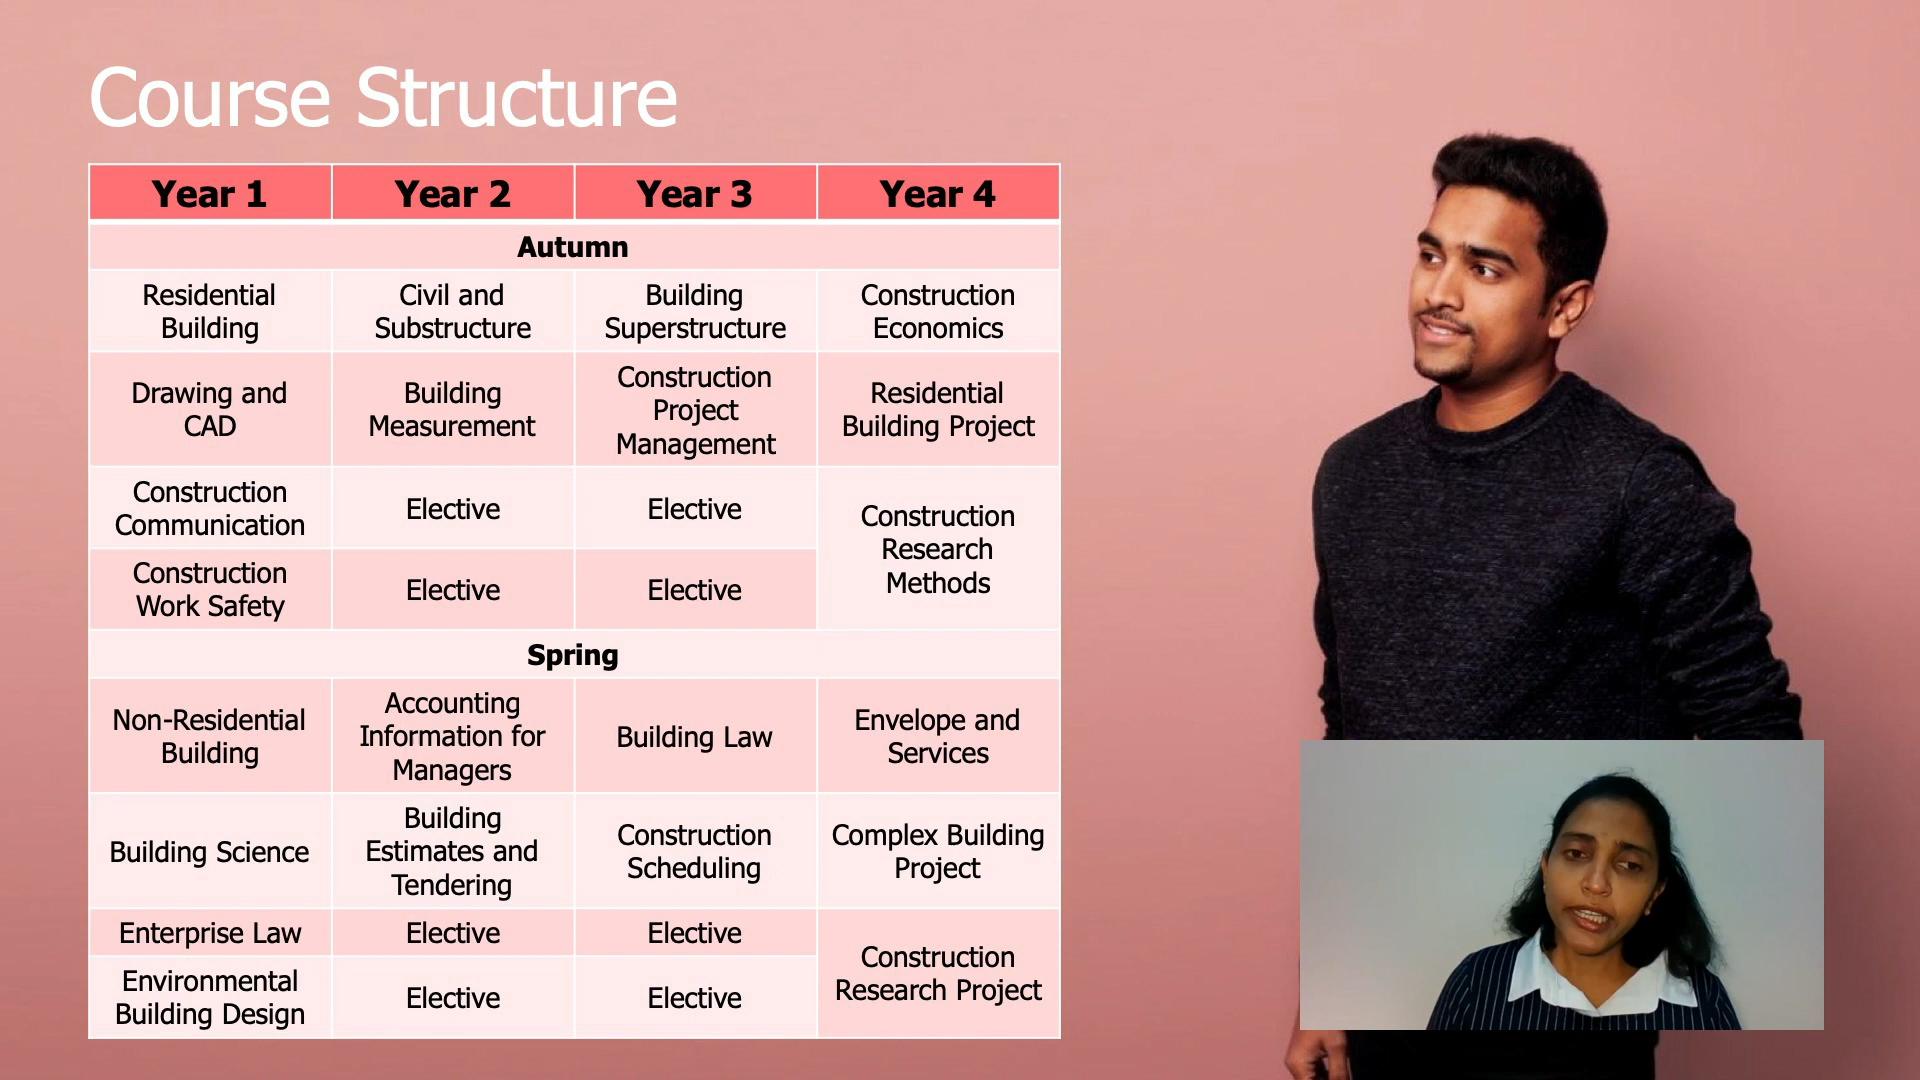 Course Structure
Year 1 Year 2 Year 3 Year 4
Autumn
Residential Building Civil and Substructure Building Superstructure Construction Economics
Drawing and CAD Building Measurement Construction Project Management Residential Building Project
Construction Communication Elective Elective Construction Research Methods
Construction Work Safety Elective Elective
Spring
Non-Residential Building Accounting Information for Managers Building Law Envelope and Services
Building Science Building Estimates and Tendering Construction Scheduling Complex Building Project
Enterprise Law Elective Elective Construction Research Project
Environmental Building Design Elective Elective